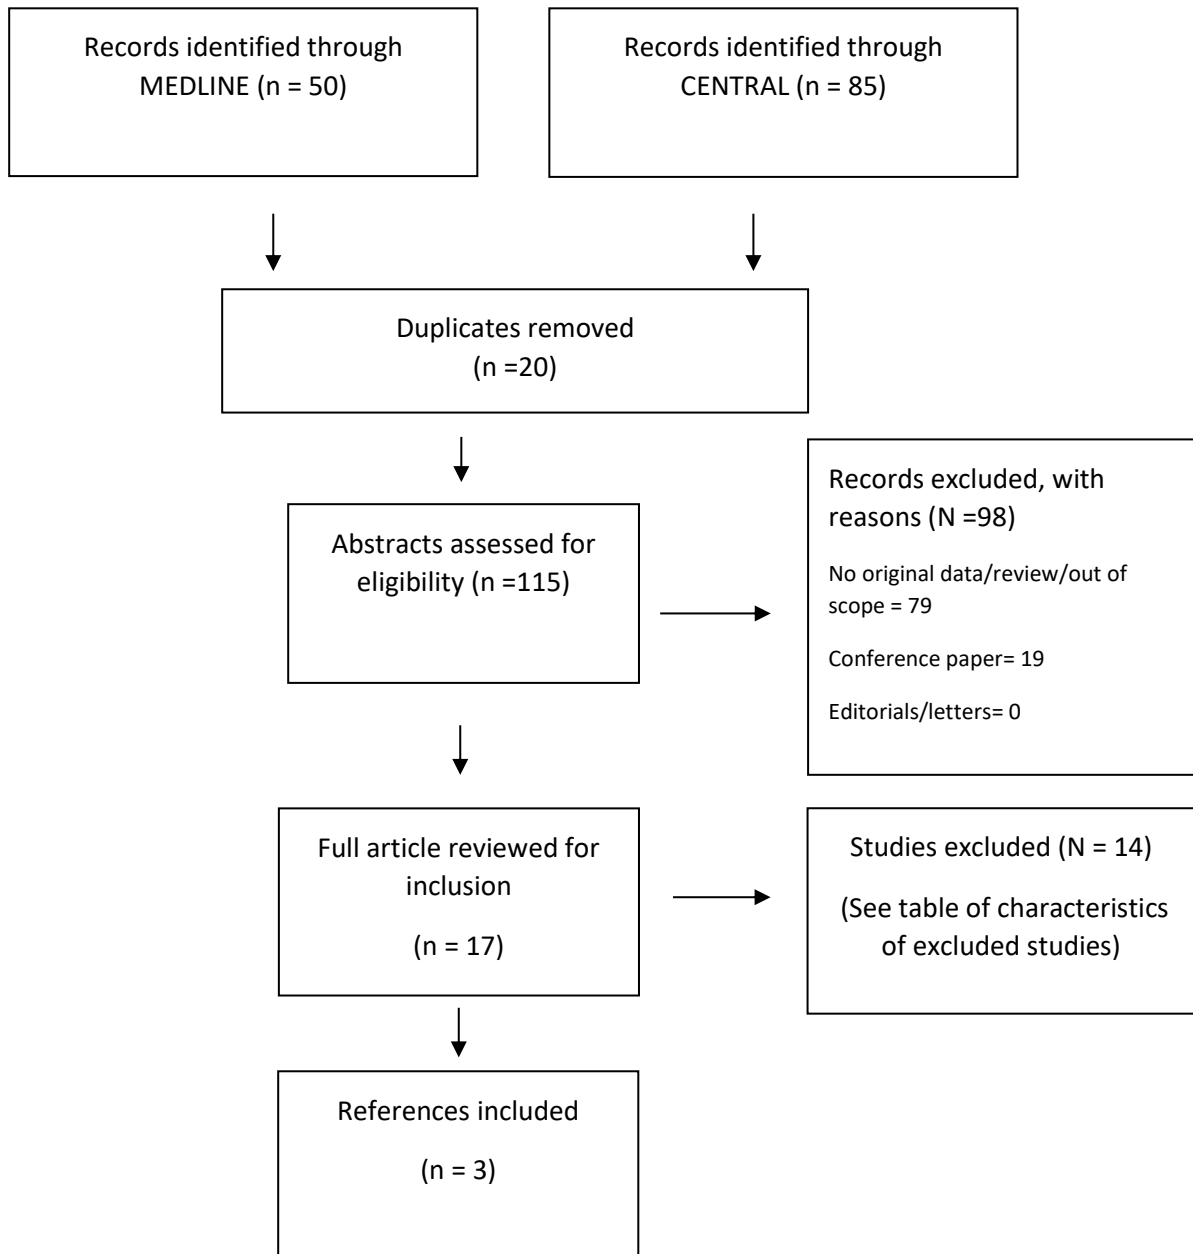 Records identified through
MEDLINE (n = 50)
Records identified through
CENTRAL (n = 85)
Duplicates removed
(n =20)
Abstracts assessed for
eligibility (n =115)
Records excluded, with
reasons (N =98)
No original data/review/out of
scope = 79
Conference paper= 19
Editorials/letters= 0
Full article reviewed for
inclusion
(n = 17)
Studies excluded (N = 14)
(See table of characteristics
of excluded studies)
References included
(n = 3)